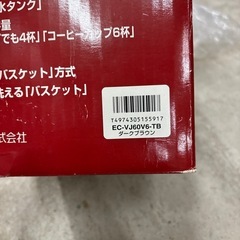 水タンク」
量
でも4杯」「コーヒーカップ6杯」
バスケット」方式
洗える「バスケット」
式会社
T4974305155917
EC-VJ60V6-TB
ダークブラウン